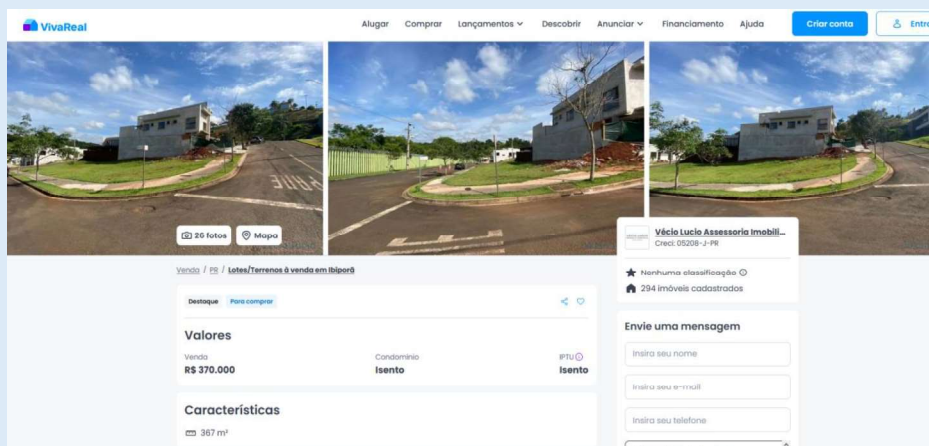 VivaReal
Alugar Comprar Lançamentos Descobrir Anunciar Financiamento Ajuda Criar conta Entre
PARE
26 fotos Mapa
Vécio Lucio Assessoria Imobili...
Creci: 05208-J-PR
Venda / PR / Lotes/Terrenos à venda em Ibiporã
Nenhuma classificação
294 imóveis cadastrados
Destaque Para comprar
Valores
Venda Condomínio IPTU
R$ 370.000 Isento Isento
Características
367 m²
Envie uma mensagem
Insira seu nome
Insira seu e-mail
Insira seu telefone